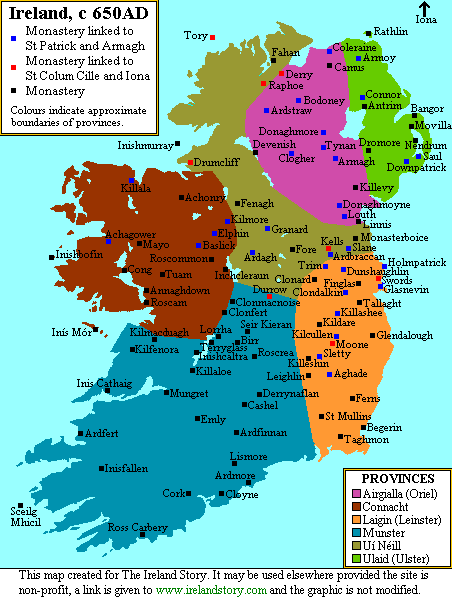 Ireland, c 650AD
Monastery linked to
St Patrick and Armagh
Monastery linked to
St Colum Cille and Iona
Monastery
Colours indicate approximate
boundaries of provinces.
Iona
Rathlin
Tory
Fahan
Coleraine
Armoy
Camus
Derry
Raphoe
Connor
Antrim
Bodoney
Ardstraw
Bangor
Movilla
Donaghmore
Inishmurray
Devenish
Tynan
Dromore
Nendrum
Saul
Clogher
Armagh
Downpatrick
Drumcliff
Killala
Killevy
Achonry
Fenagh
Donaghmoyne
Louth
Linnis
Kilmore
Achagower
Elphin
Granard
Monasterboice
Mayo
Baslick
Fore
Kells
Slane
Inishbofin
Roscommon
Ardagh
Ardbraccan
Holmpatrick
Cong
Tuam
Inchcleraun
Trim
Dunshaughlin
Clonard
Finglas
Swords
Glasnevin
Annaghdown
Durrow
Clondalkin
Roscam
Clonmacnoise
Tallaght
Clonfert
Killashee
Inís Mór
Kilmacduagh
Lorrha
Seir Kieran
Kildare
Glendalough
Kilfenora
Terryglass
Birr
Kilcullen
Moone
Inishcaltra
Roscrea
Sletty
Killaloe
Killeshin
Inis Cathaig
Leighlin
Aghade
Mungret
Derrynaflan
Ferns
Cashel
Emly
St Mullins
Ardfert
Ardfinnan
Begerin
Taghmon
Inisfallen
Lismore
Ardmore
Sceilg
Mhicil
Cork
Cloyne
Ross Carbery
PROVINCES
Airgialla (Oriel)
Connacht
Laigin (Leinster)
Munster
Uí Néill
Ulaid (Ulster)
This map created for The Ireland Story. It may be used elsewhere provided the site is
non-profit, a link is given to www.irelandstory.com and the graphic is not modified.